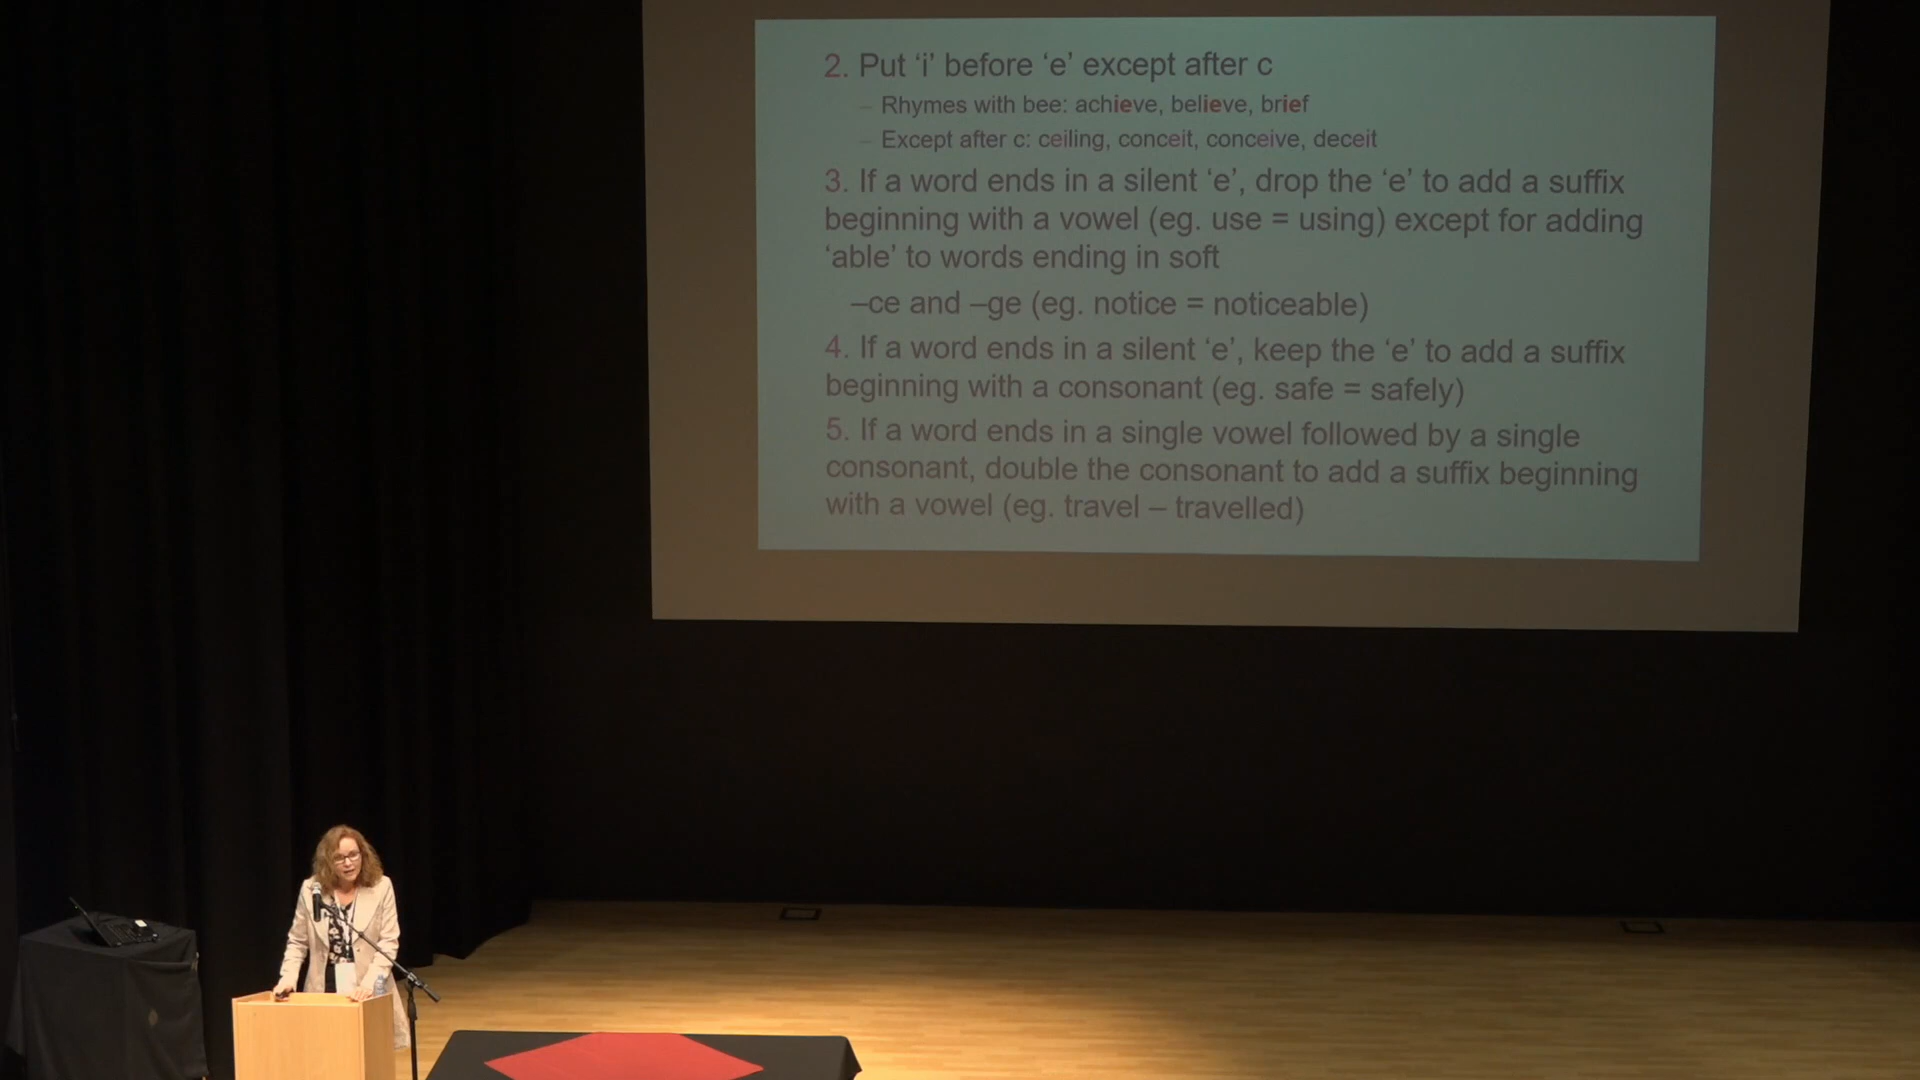 2. Put ‘i’ before ‘e’ except after c
– Rhymes with bee: achieve, believe, brief
– Except after c: ceiling, conceit, conceive, deceit
3. If a word ends in a silent ‘e’, drop the ‘e’ to add a suffix
beginning with a vowel (eg. use = using) except for adding
‘able’ to words ending in soft
–ce and –ge (eg. notice = noticeable)
4. If a word ends in a silent ‘e’, keep the ‘e’ to add a suffix
beginning with a consonant (eg. safe = safely)
5. If a word ends in a single vowel followed by a single
consonant, double the consonant to add a suffix beginning
with a vowel (eg. travel – travelled)